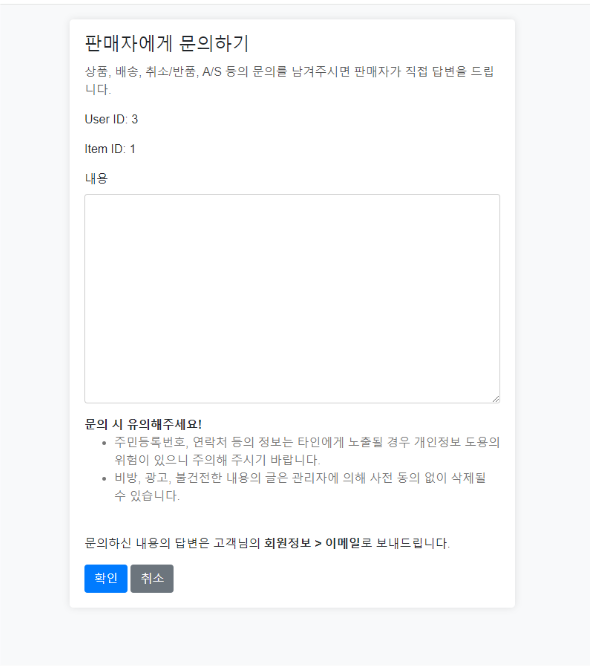 판매자에게 문의하기
상품, 배송, 취소/반품, A/S 등의 문의를 남겨주시면 판매자가 직접 답변을 드립
니다.
User ID: 3
Item ID: 1
내용
문의 시 유의해주세요!
• 주민등록번호, 연락처 등의 정보는 타인에게 노출될 경우 개인정보 도용의
위험이 있으니 주의해 주시기 바랍니다.
• 비방, 광고, 불건전한 내용의 글은 관리자에 의해 사전 동의 없이 삭제될
수 있습니다.
문의하신 내용의 답변은 고객님의 회원정보 > 이메일로 보내드립니다.
확인 취소